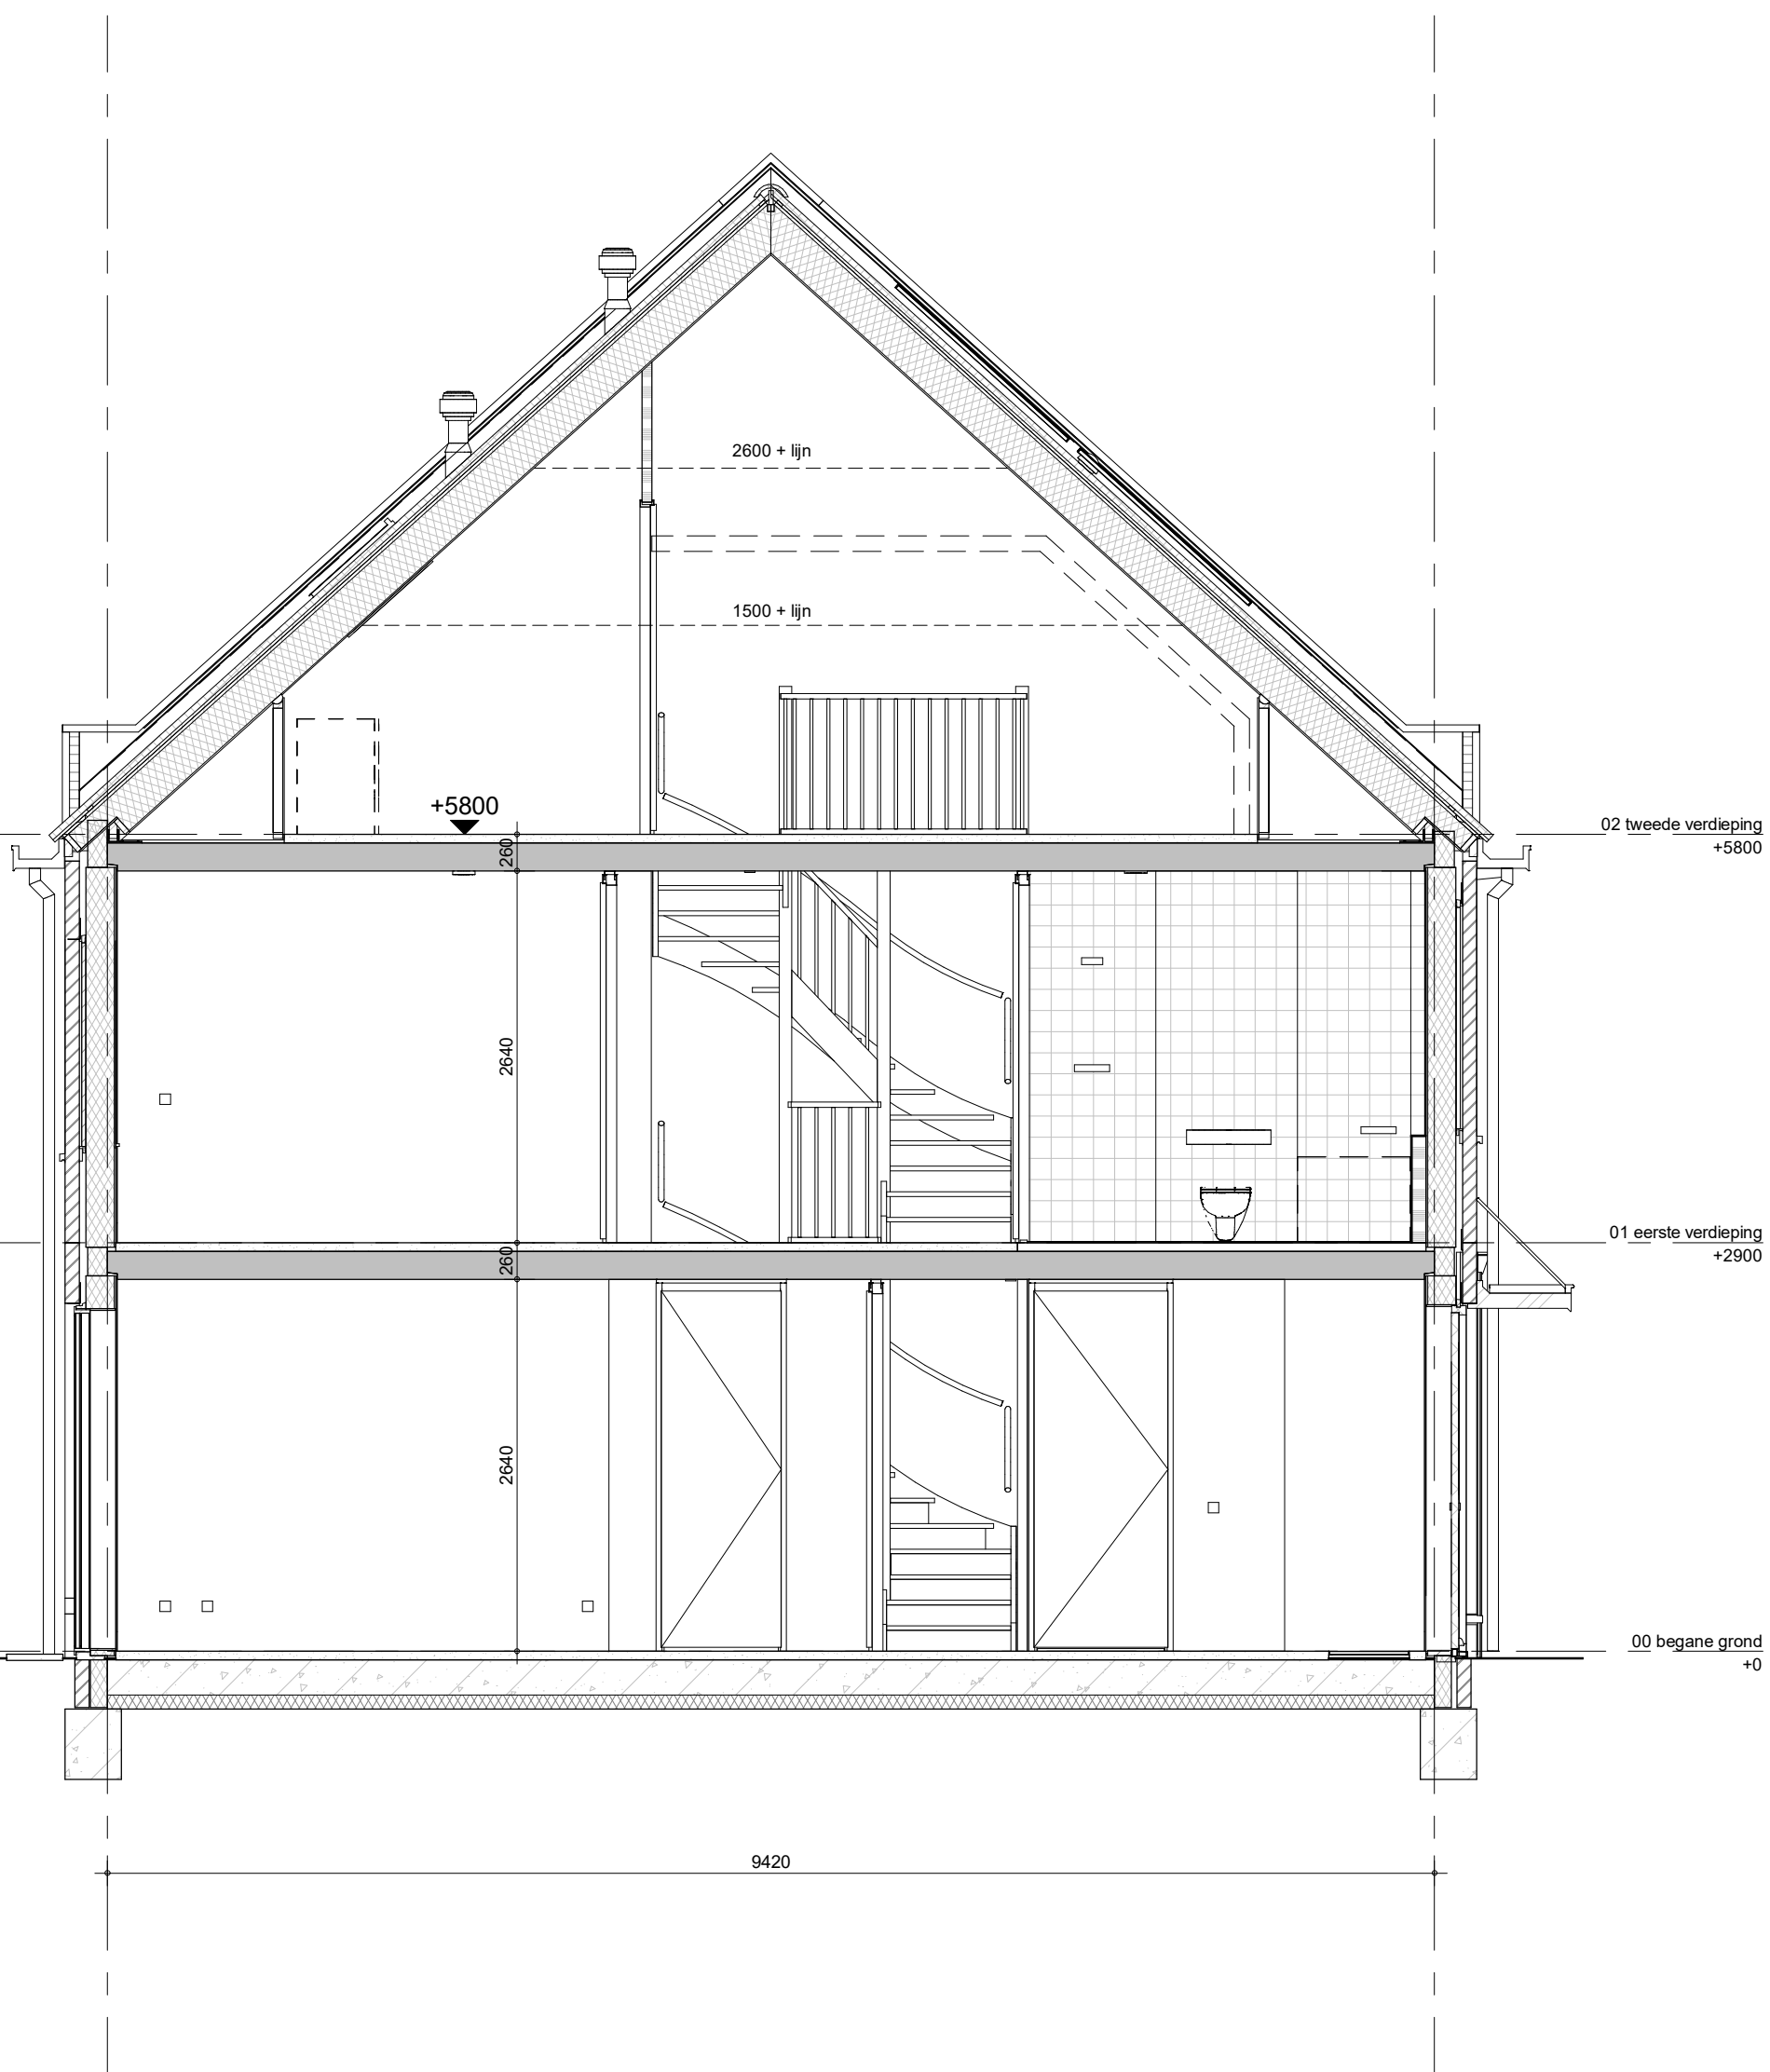 2600 + lijn
1500 + lijn
+5800
02 tweede verdieping
+5800
260
2640
01 eerste verdieping
+2900
260
2640
00 begane grond
+0
9420